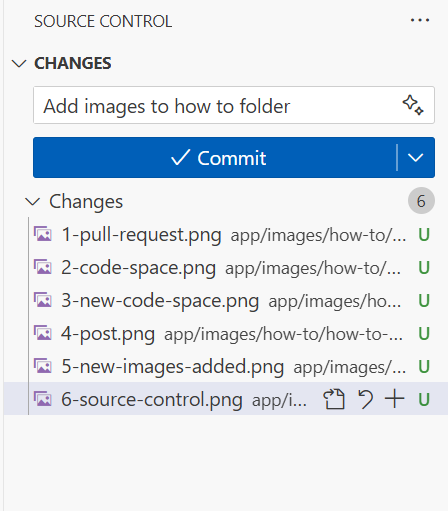 SOURCE CONTROL
CHANGES
Add images to how to folder
Commit
Changes 6
1-pull-request.png app/images/how-to/... U
2-code-space.png app/images/how-to/... U
3-new-code-space.png app/images/ho... U
4-post.png app/images/how-to/how-to-... U
5-new-images-added.png app/images/... U
6-source-control.png app/i... U